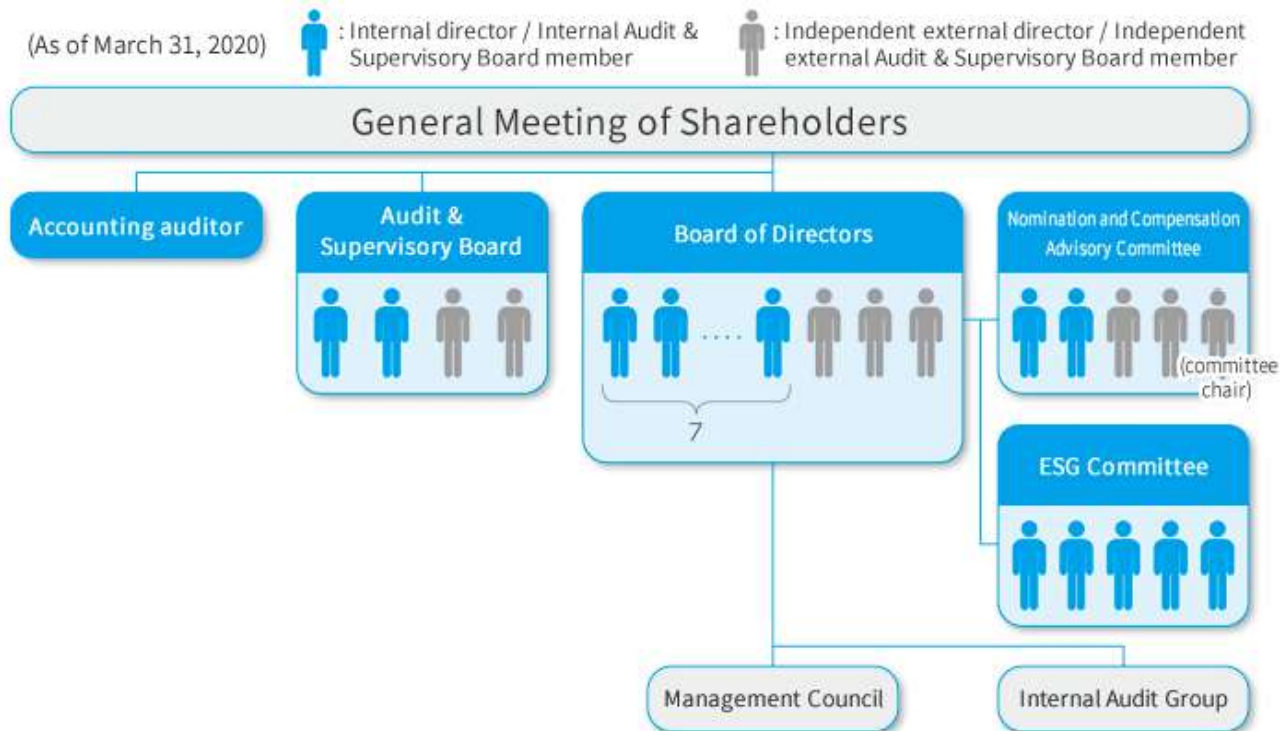 (As of March 31, 2020)
: Internal director / Internal Audit &
Supervisory Board member
: Independent external director / Independent
external Audit & Supervisory Board member
General Meeting of Shareholders
Accounting auditor
Audit &
Supervisory Board
Board of Directors
Nomination and Compensation
Advisory Committee
....
7
(committee
chair)
ESG Committee
Management Council
Internal Audit Group